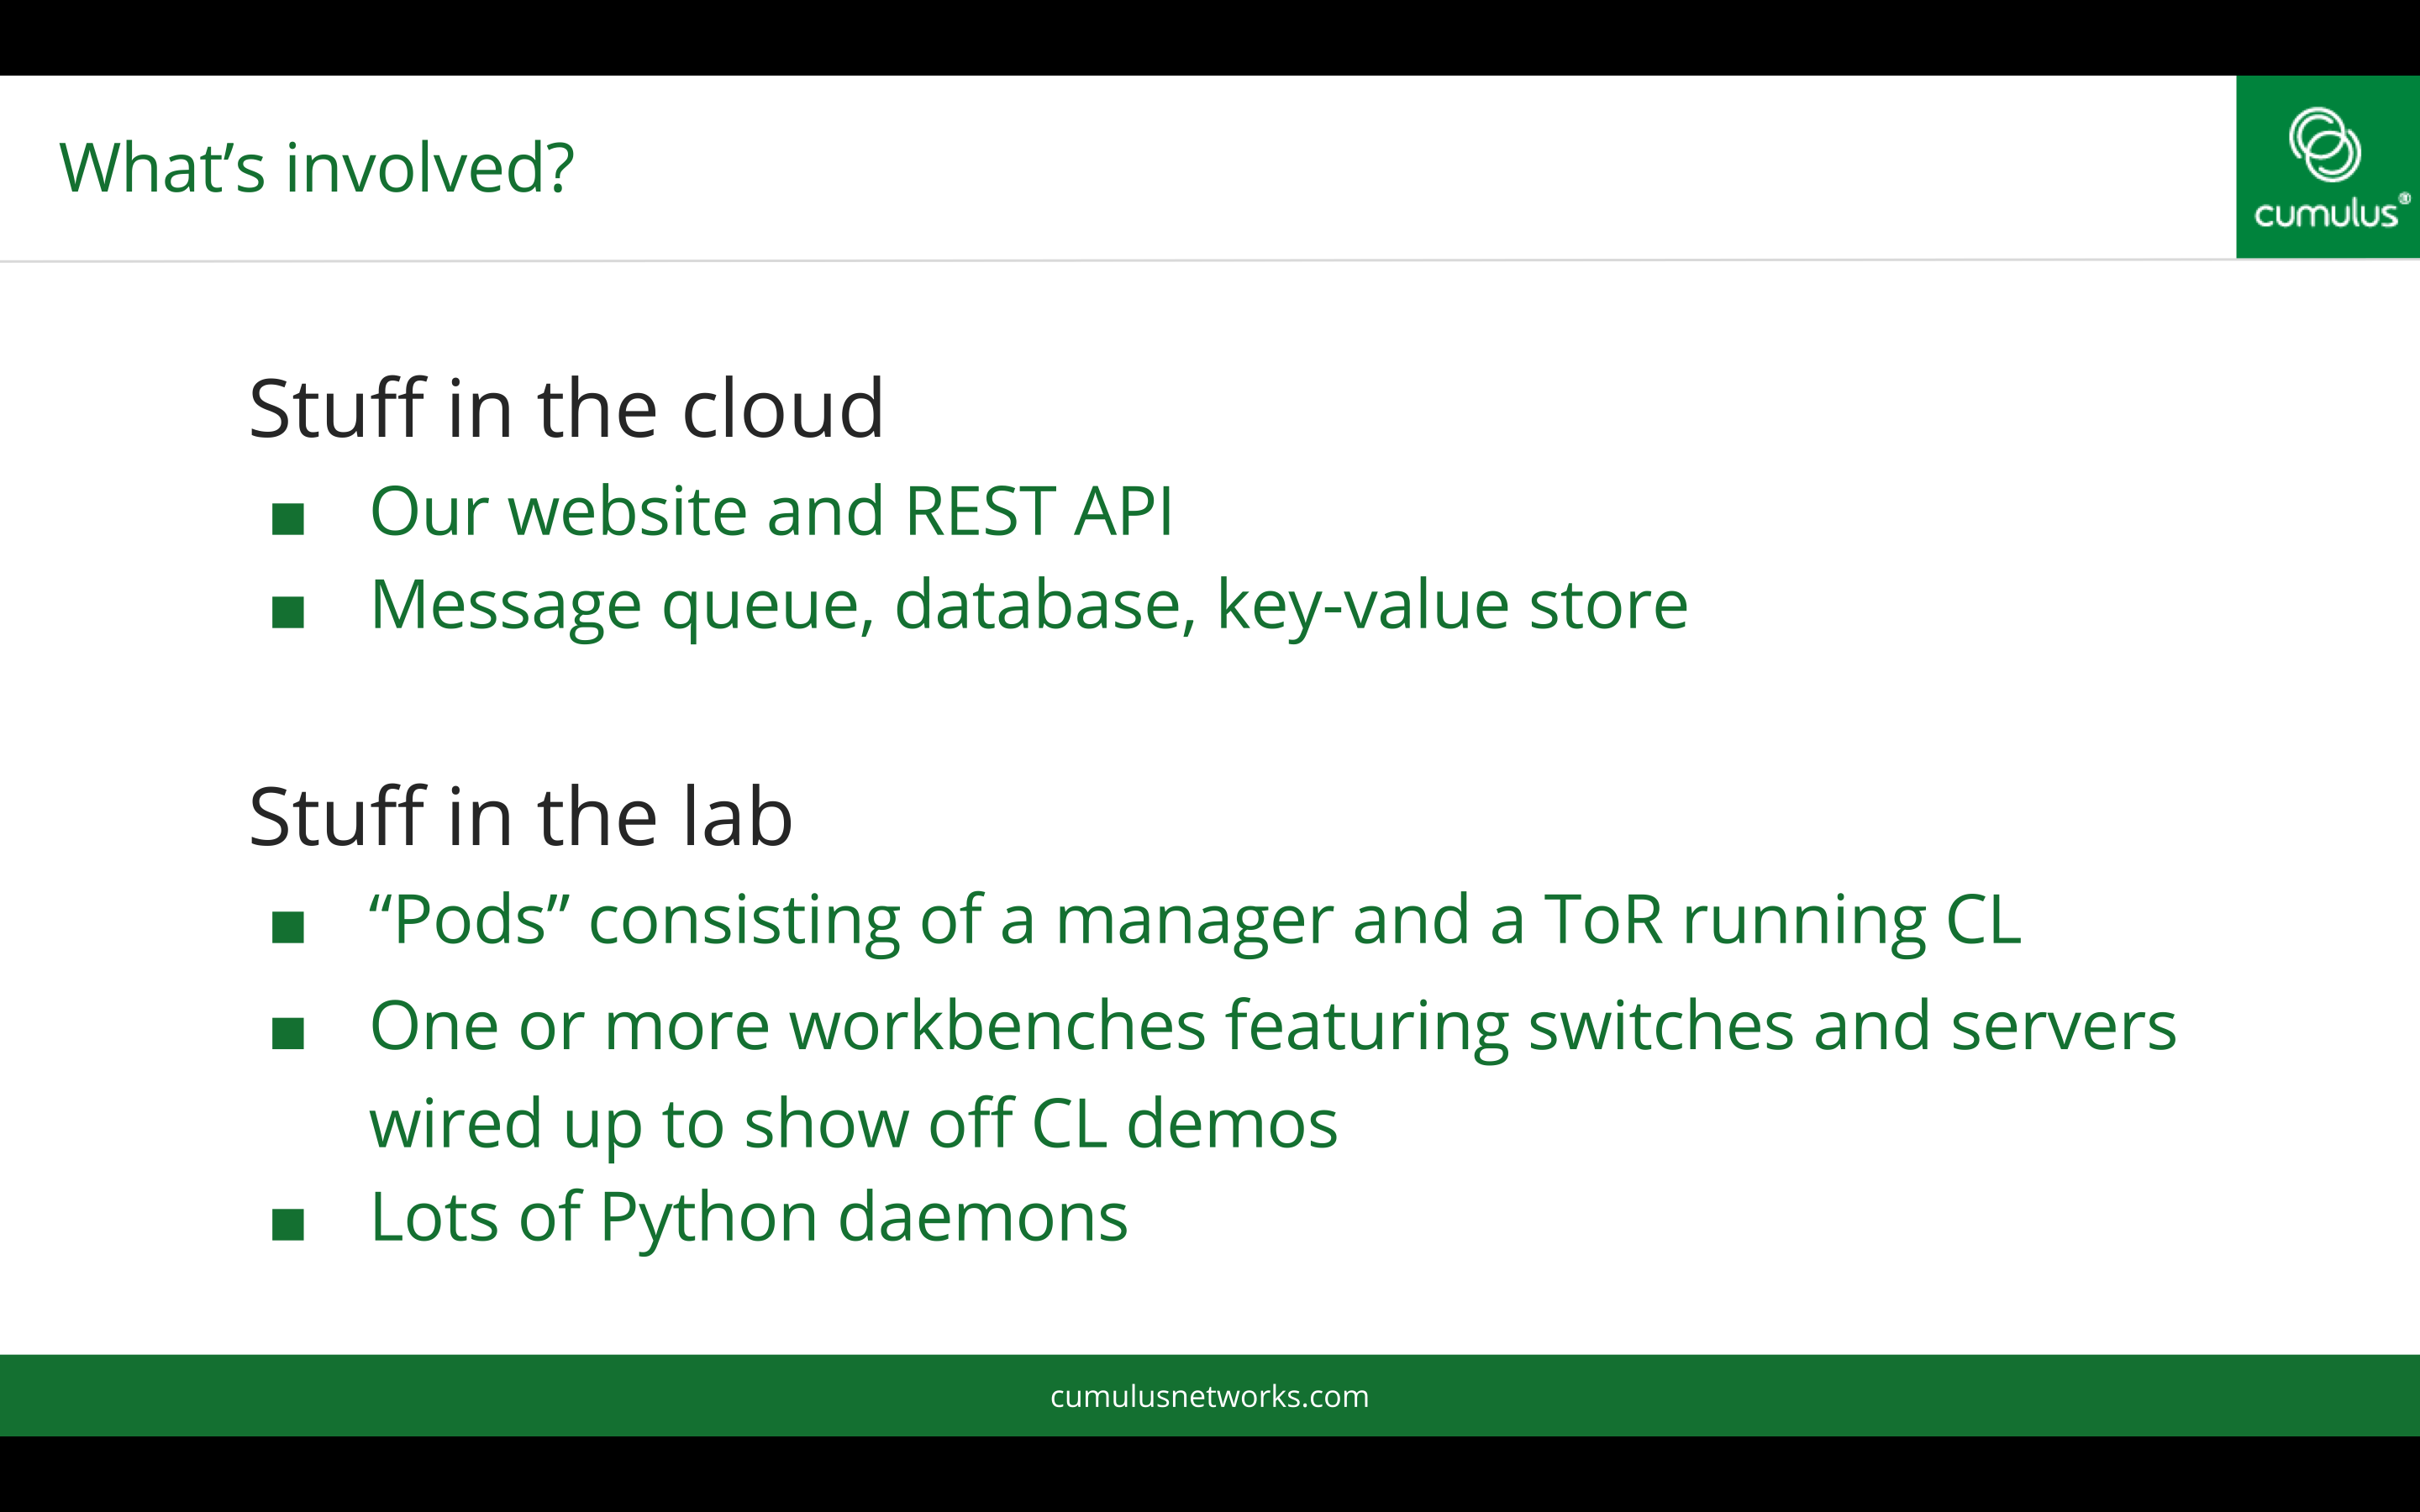 What's involved?
cumulus®
Stuff in the cloud
■ Our website and REST API
■ Message queue, database, key-value store
Stuff in the lab
■ “Pods” consisting of a manager and a ToR running CL
■ One or more workbenches featuring switches and servers
wired up to show off CL demos
■ Lots of Python daemons
cumulusnetworks.com